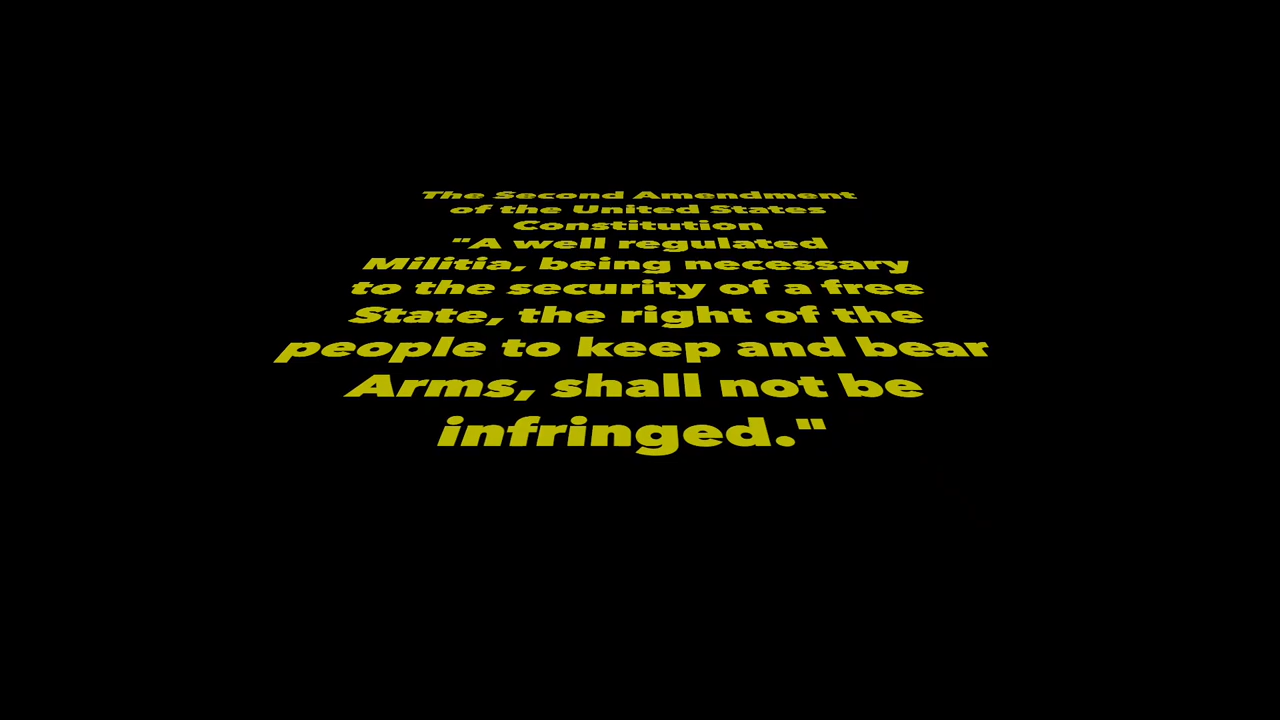 The Second Amendment
of the United States
Constitution
"A well regulated
Militia, being necessary
to the security of a free
State, the right of the
people to keep and bear
Arms, shall not be
infringed."